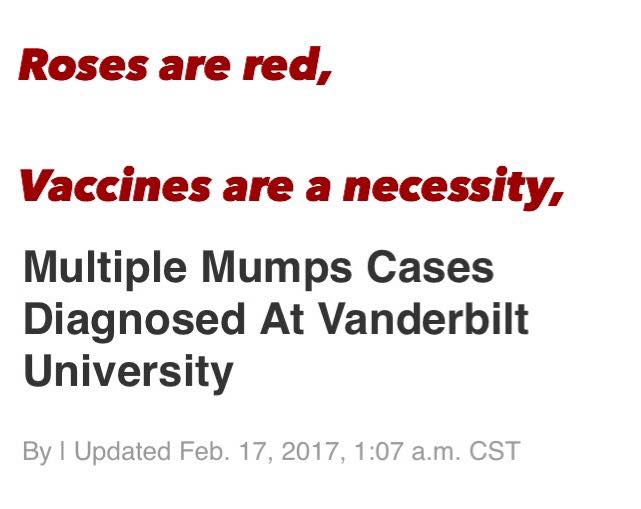 Roses are red,
Vaccines are a necessity,
Multiple Mumps Cases
Diagnosed At Vanderbilt
University
By | Updated Feb. 17, 2017, 1:07 a.m. CST